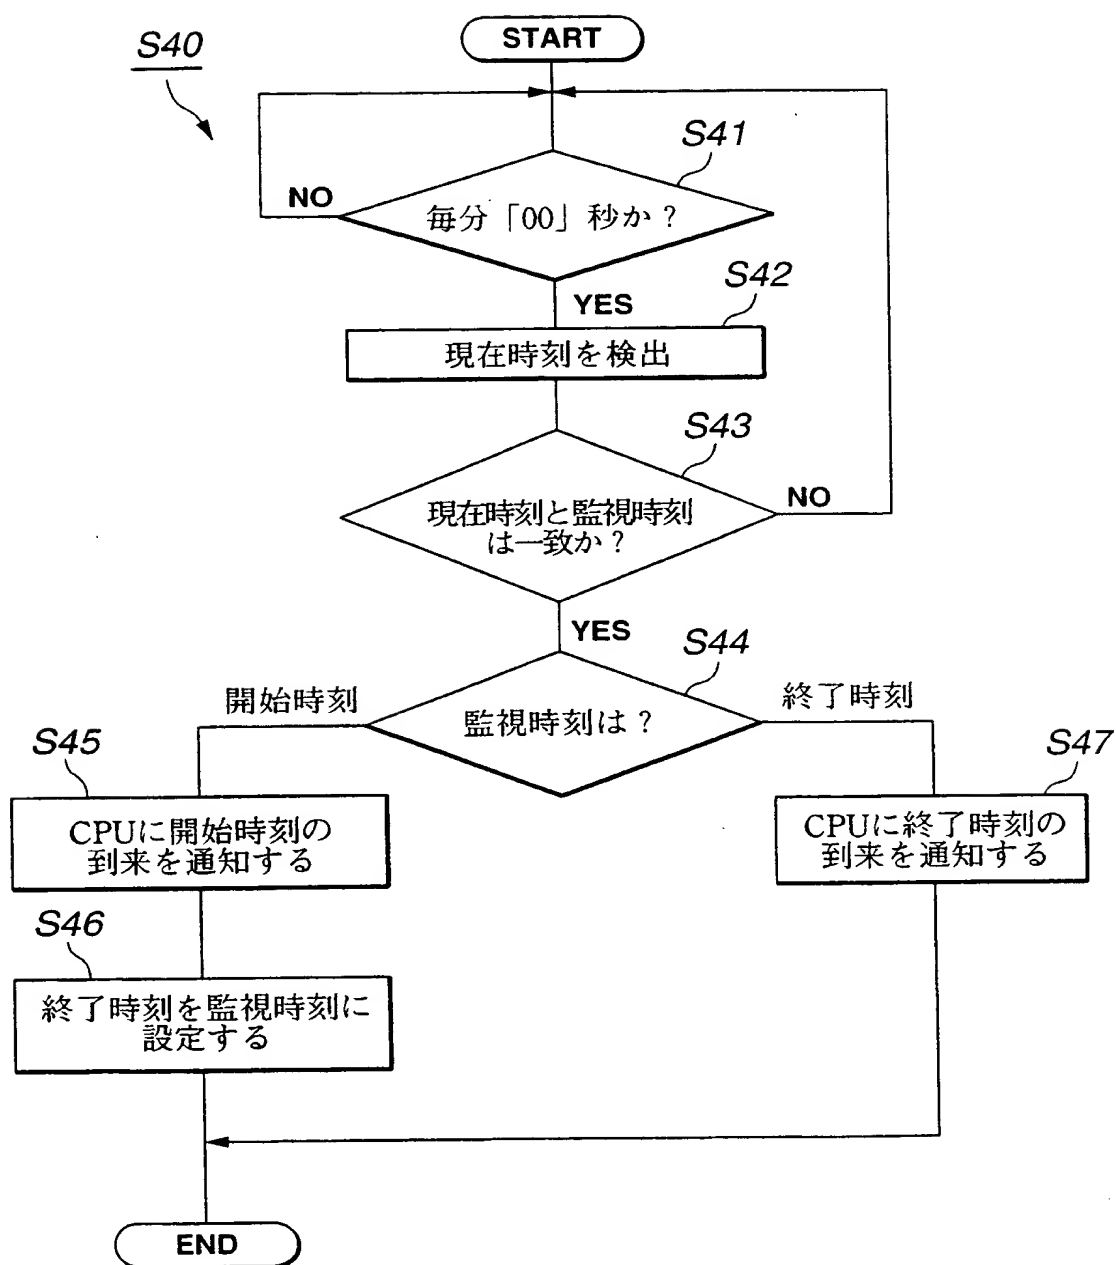 START
S40
S41
NO
毎分「00」秒か？
S42
YES
現在時刻を検出
S43
NO
現在時刻と監視時刻
は一致か？
YES
S44
開始時刻
終了時刻
監視時刻は？
S45
S47
CPUに開始時刻の
到来を通知する
CPUに終了時刻の
到来を通知する
S46
終了時刻を監視時刻に
設定する
END